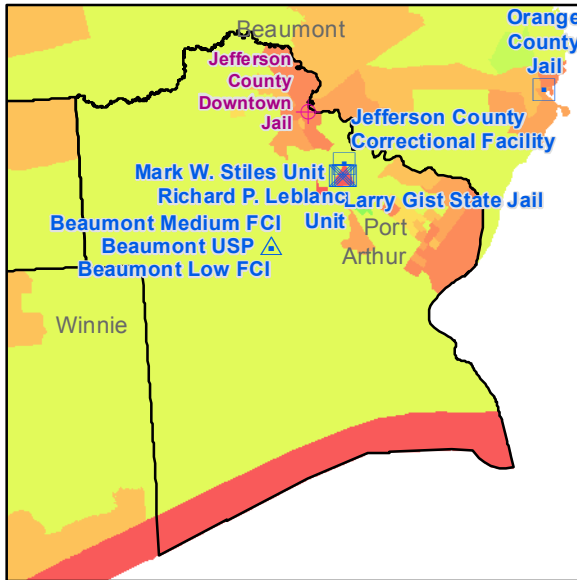 Beaumont
Orange
County
Jail
Jefferson
County
Downtown
Jail
Jefferson County
Correctional Facility
Mark W. Stiles Unit
Richard P. Leblanc
Unit
Larry Gist State Jail
Beaumont Medium FCI
Beaumont USP
Beaumont Low FCI
Port
Arthur
Winnie